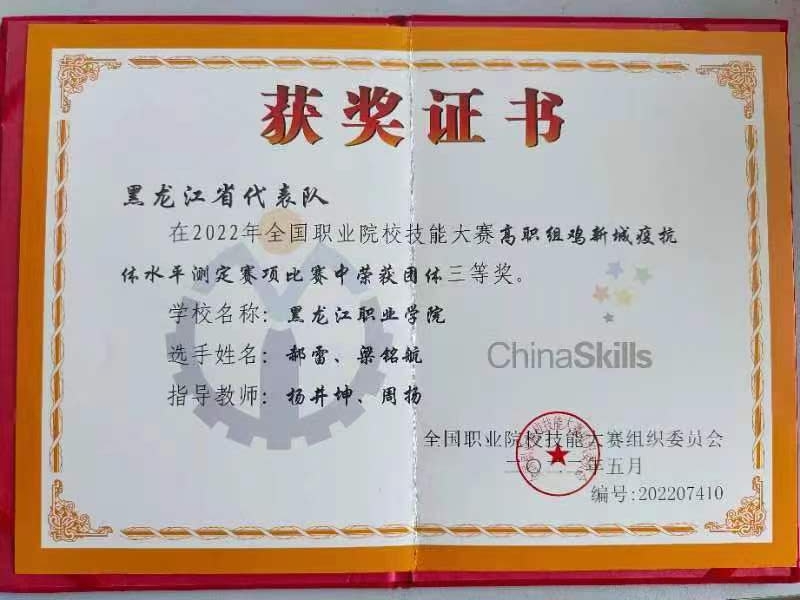 获奖证书
黑龙江省代表队
在2022年全国职业院校技能大赛高职组鸡新城疫抗
体水平测定赛项比赛中荣获团体三等奖。
学校名称：黑龙江职业学院
选手姓名：郝雷、梁铭航
ChinaSkills
指导教师：杨井坤、周扬
全国职业院校技能大赛组织委员会
二〇二二年五月
编号:202207410